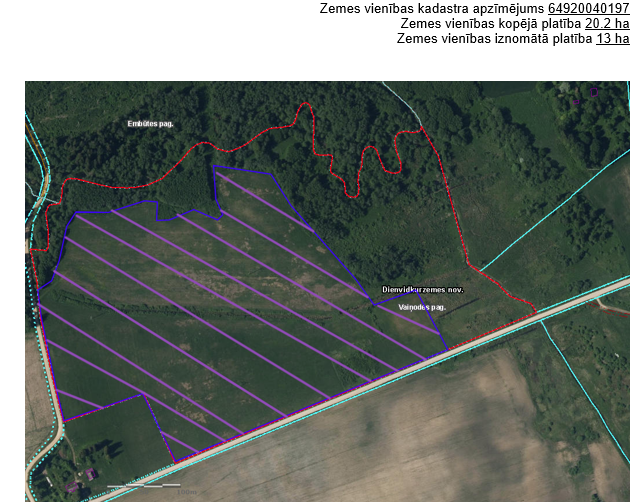 Zemes vienības kadastra apzīmējums 64920040197
Zemes vienības kopējā platība 20.2 ha
Zemes vienības iznomātā platība 13 ha
Embūtes pag.
Dienvidkurzemes nov.
Vaiņodes pag.